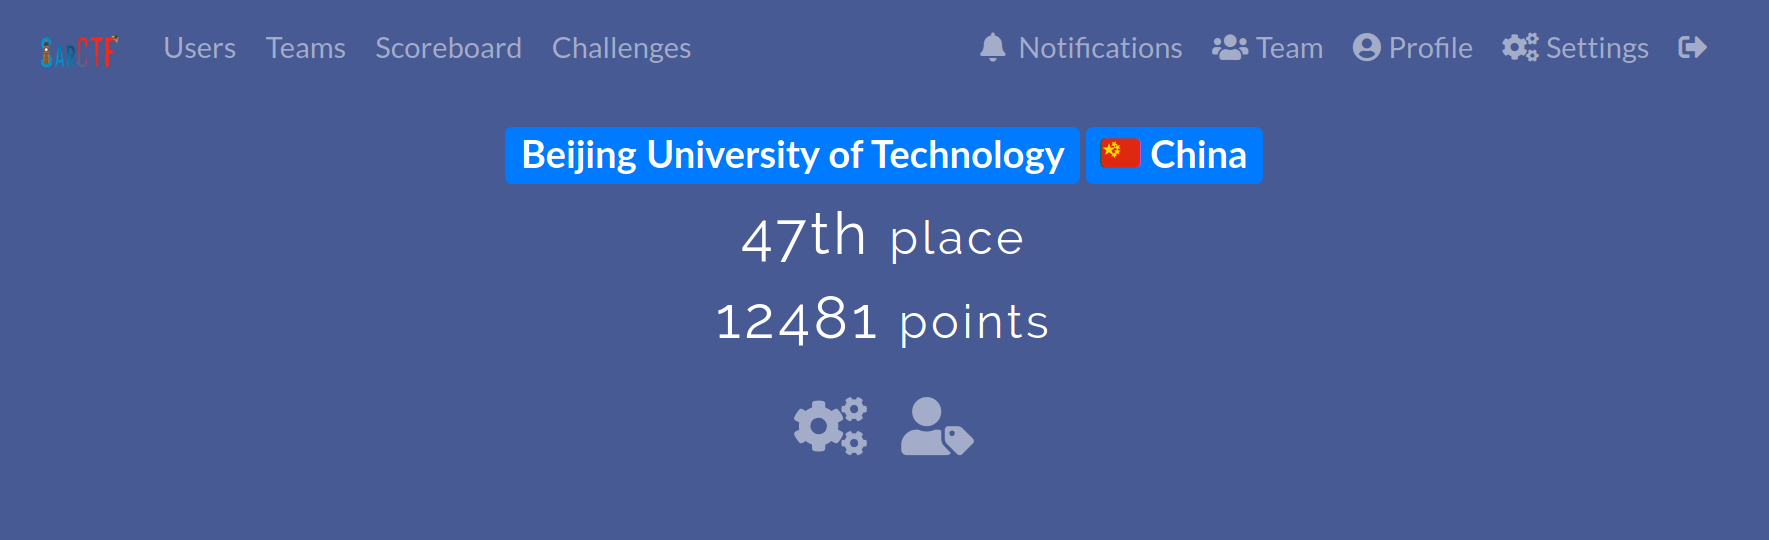 SarCTF Users Teams Scoreboard Challenges Notifications Team Profile Settings
Beijing University of Technology China
47th place
12481 points